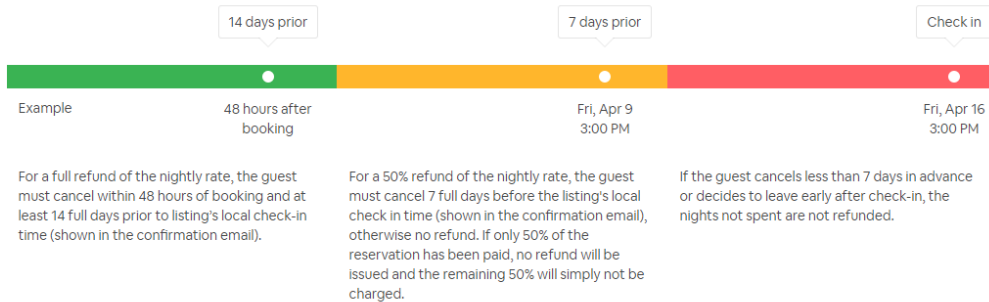 14 days prior
7 days prior
Check in
Example
48 hours after
booking
Fri, Apr 9
3:00 PM
Fri, Apr 16
3:00 PM
For a full refund of the nightly rate, the guest
must cancel within 48 hours of booking and at
least 14 full days prior to listing's local check-in
time (shown in the confirmation email).
For a 50% refund of the nightly rate, the guest
must cancel 7 full days before the listing's local
check in time (shown in the confirmation email),
otherwise no refund. If only 50% of the
reservation has been paid, no refund will be
issued and the remaining 50% will simply not be
charged.
If the guest cancels less than 7 days in advance
or decides to leave early after check-in, the
nights not spent are not refunded.